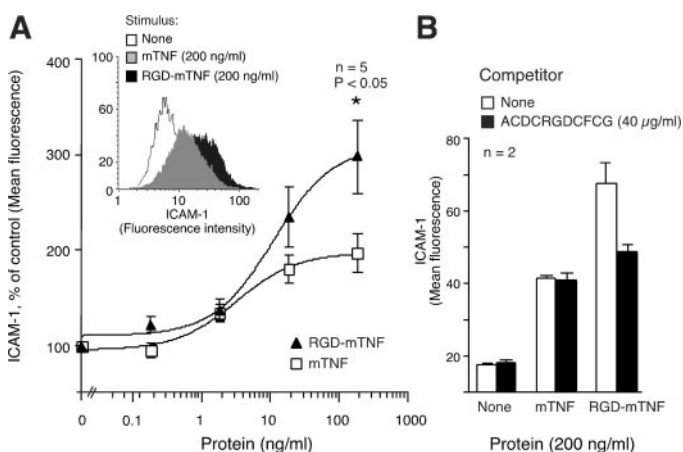 A
Stimulus:
None
mTNF (200 ng/ml)
RGD-mTNF (200 ng/ml)
n = 5
P < 0.05
*
400
300
200
100
ICAM-1, % of control (Mean fluorescence)
100
80
60
40
20
0
1
10
100
ICAM-1
(Fluorescence intensity)
RGD-mTNF
mTNF
0
0.1
1
10
100
1000
Protein (ng/ml)
B
Competitor
None
ACDCRGDCFCG (40 µg/ml)
n = 2
80
60
40
20
ICAM-1
(Mean fluorescence)
None mTNF RGD-mTNF
Protein (200 ng/ml)